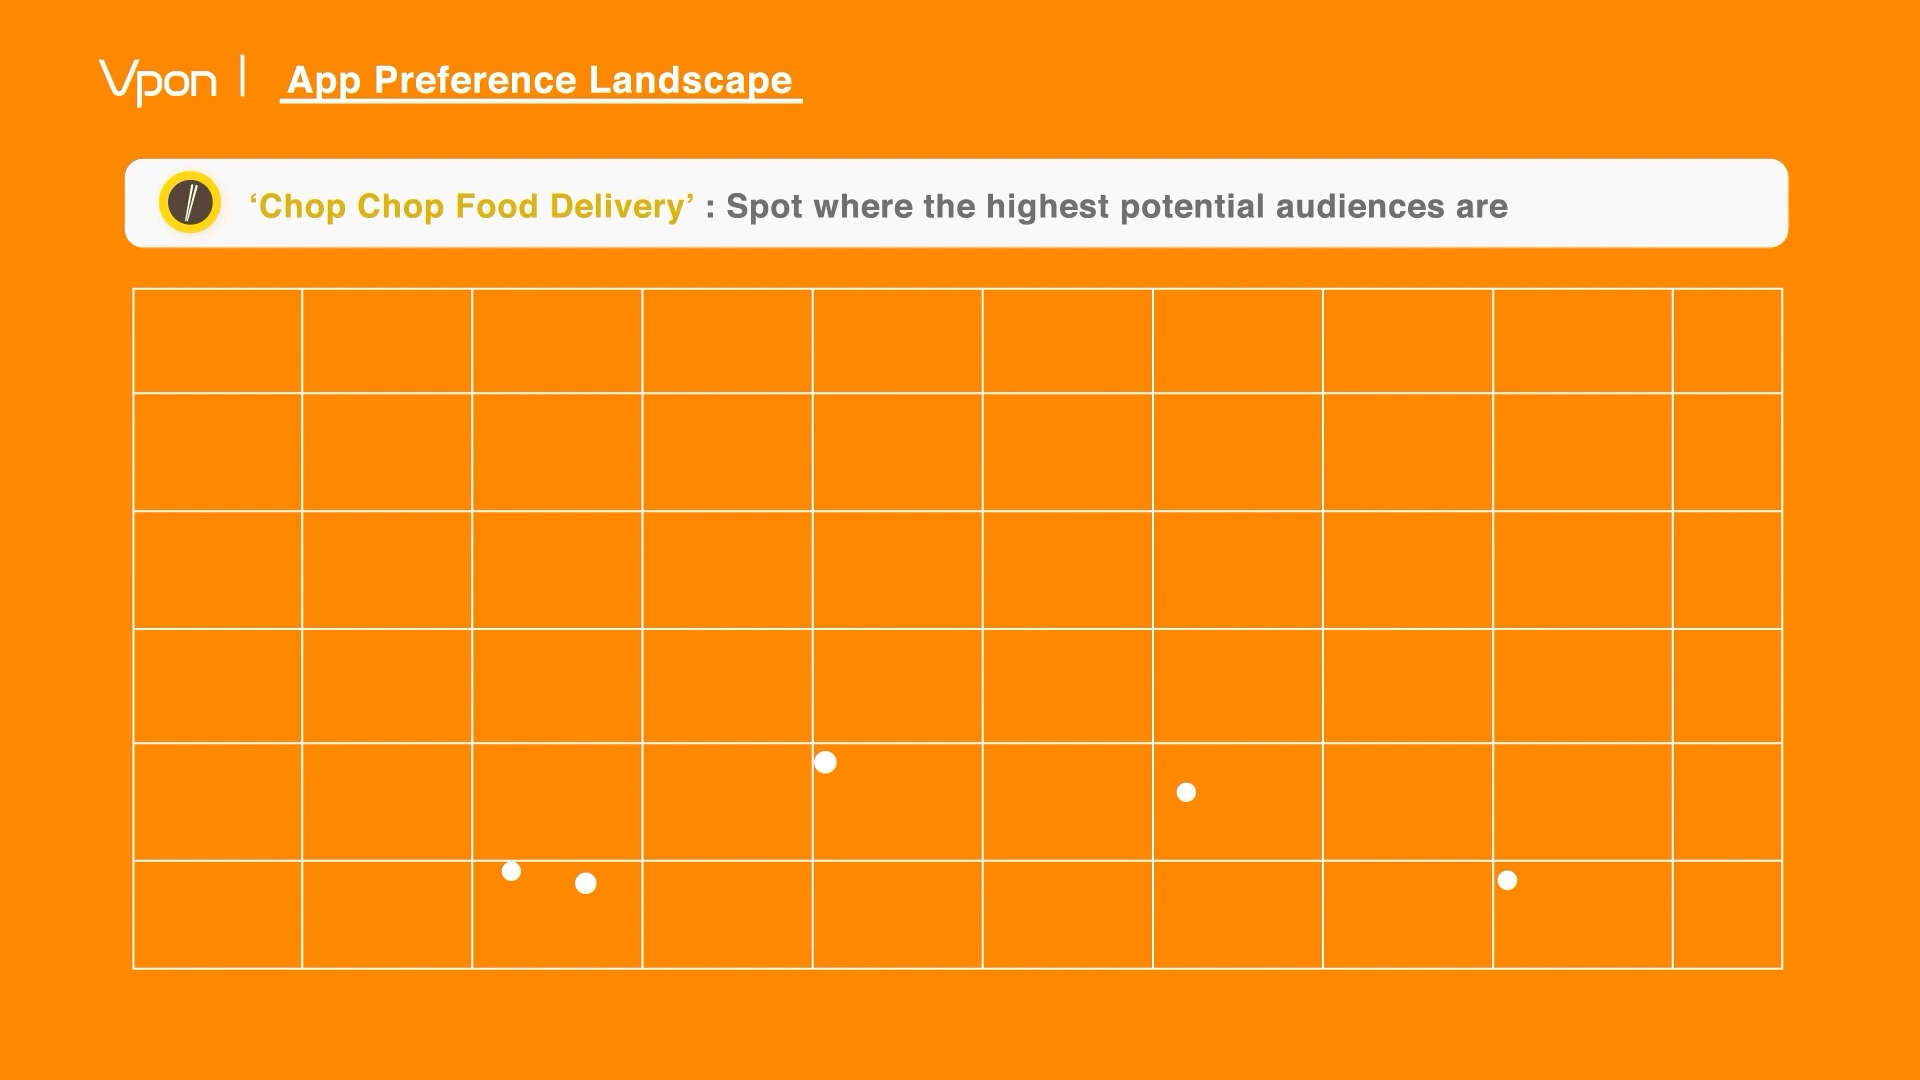 Vpon | App Preference Landscape
‘Chop Chop Food Delivery’ : Spot where the highest potential audiences are